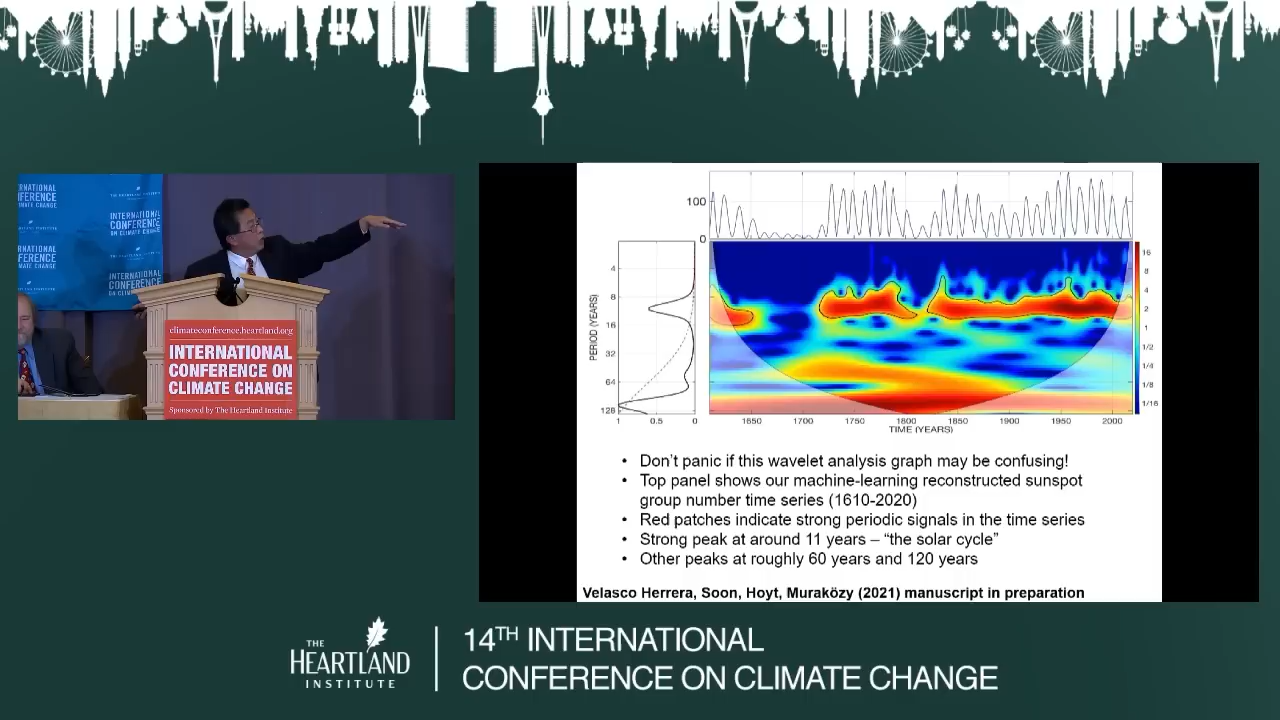 INTERNATIONAL
CONFERENCE
ON CLIMATE CHANGE
climateconference.heartland.org
INTERNATIONAL
CONFERENCE ON
CLIMATE CHANGE
Sponsored by The Heartland Institute
100
0
4
8
16
32
64
128
PERIOD (YEARS)
1 0.5 0
1650 1700 1750 1800 1850 1900 1950 2000
TIME (YEARS)
16
8
4
2
1
1/2
1/4
1/8
1/16
• Don't panic if this wavelet analysis graph may be confusing!
• Top panel shows our machine-learning reconstructed sunspot
group number time series (1610-2020)
• Red patches indicate strong periodic signals in the time series
• Strong peak at around 11 years – “the solar cycle”
• Other peaks at roughly 60 years and 120 years
Velasco Herrera, Soon, Hoyt, Muraközy (2021) manuscript in preparation
THE
HEARTLAND
INSTITUTE
14TH INTERNATIONAL
CONFERENCE ON CLIMATE CHANGE